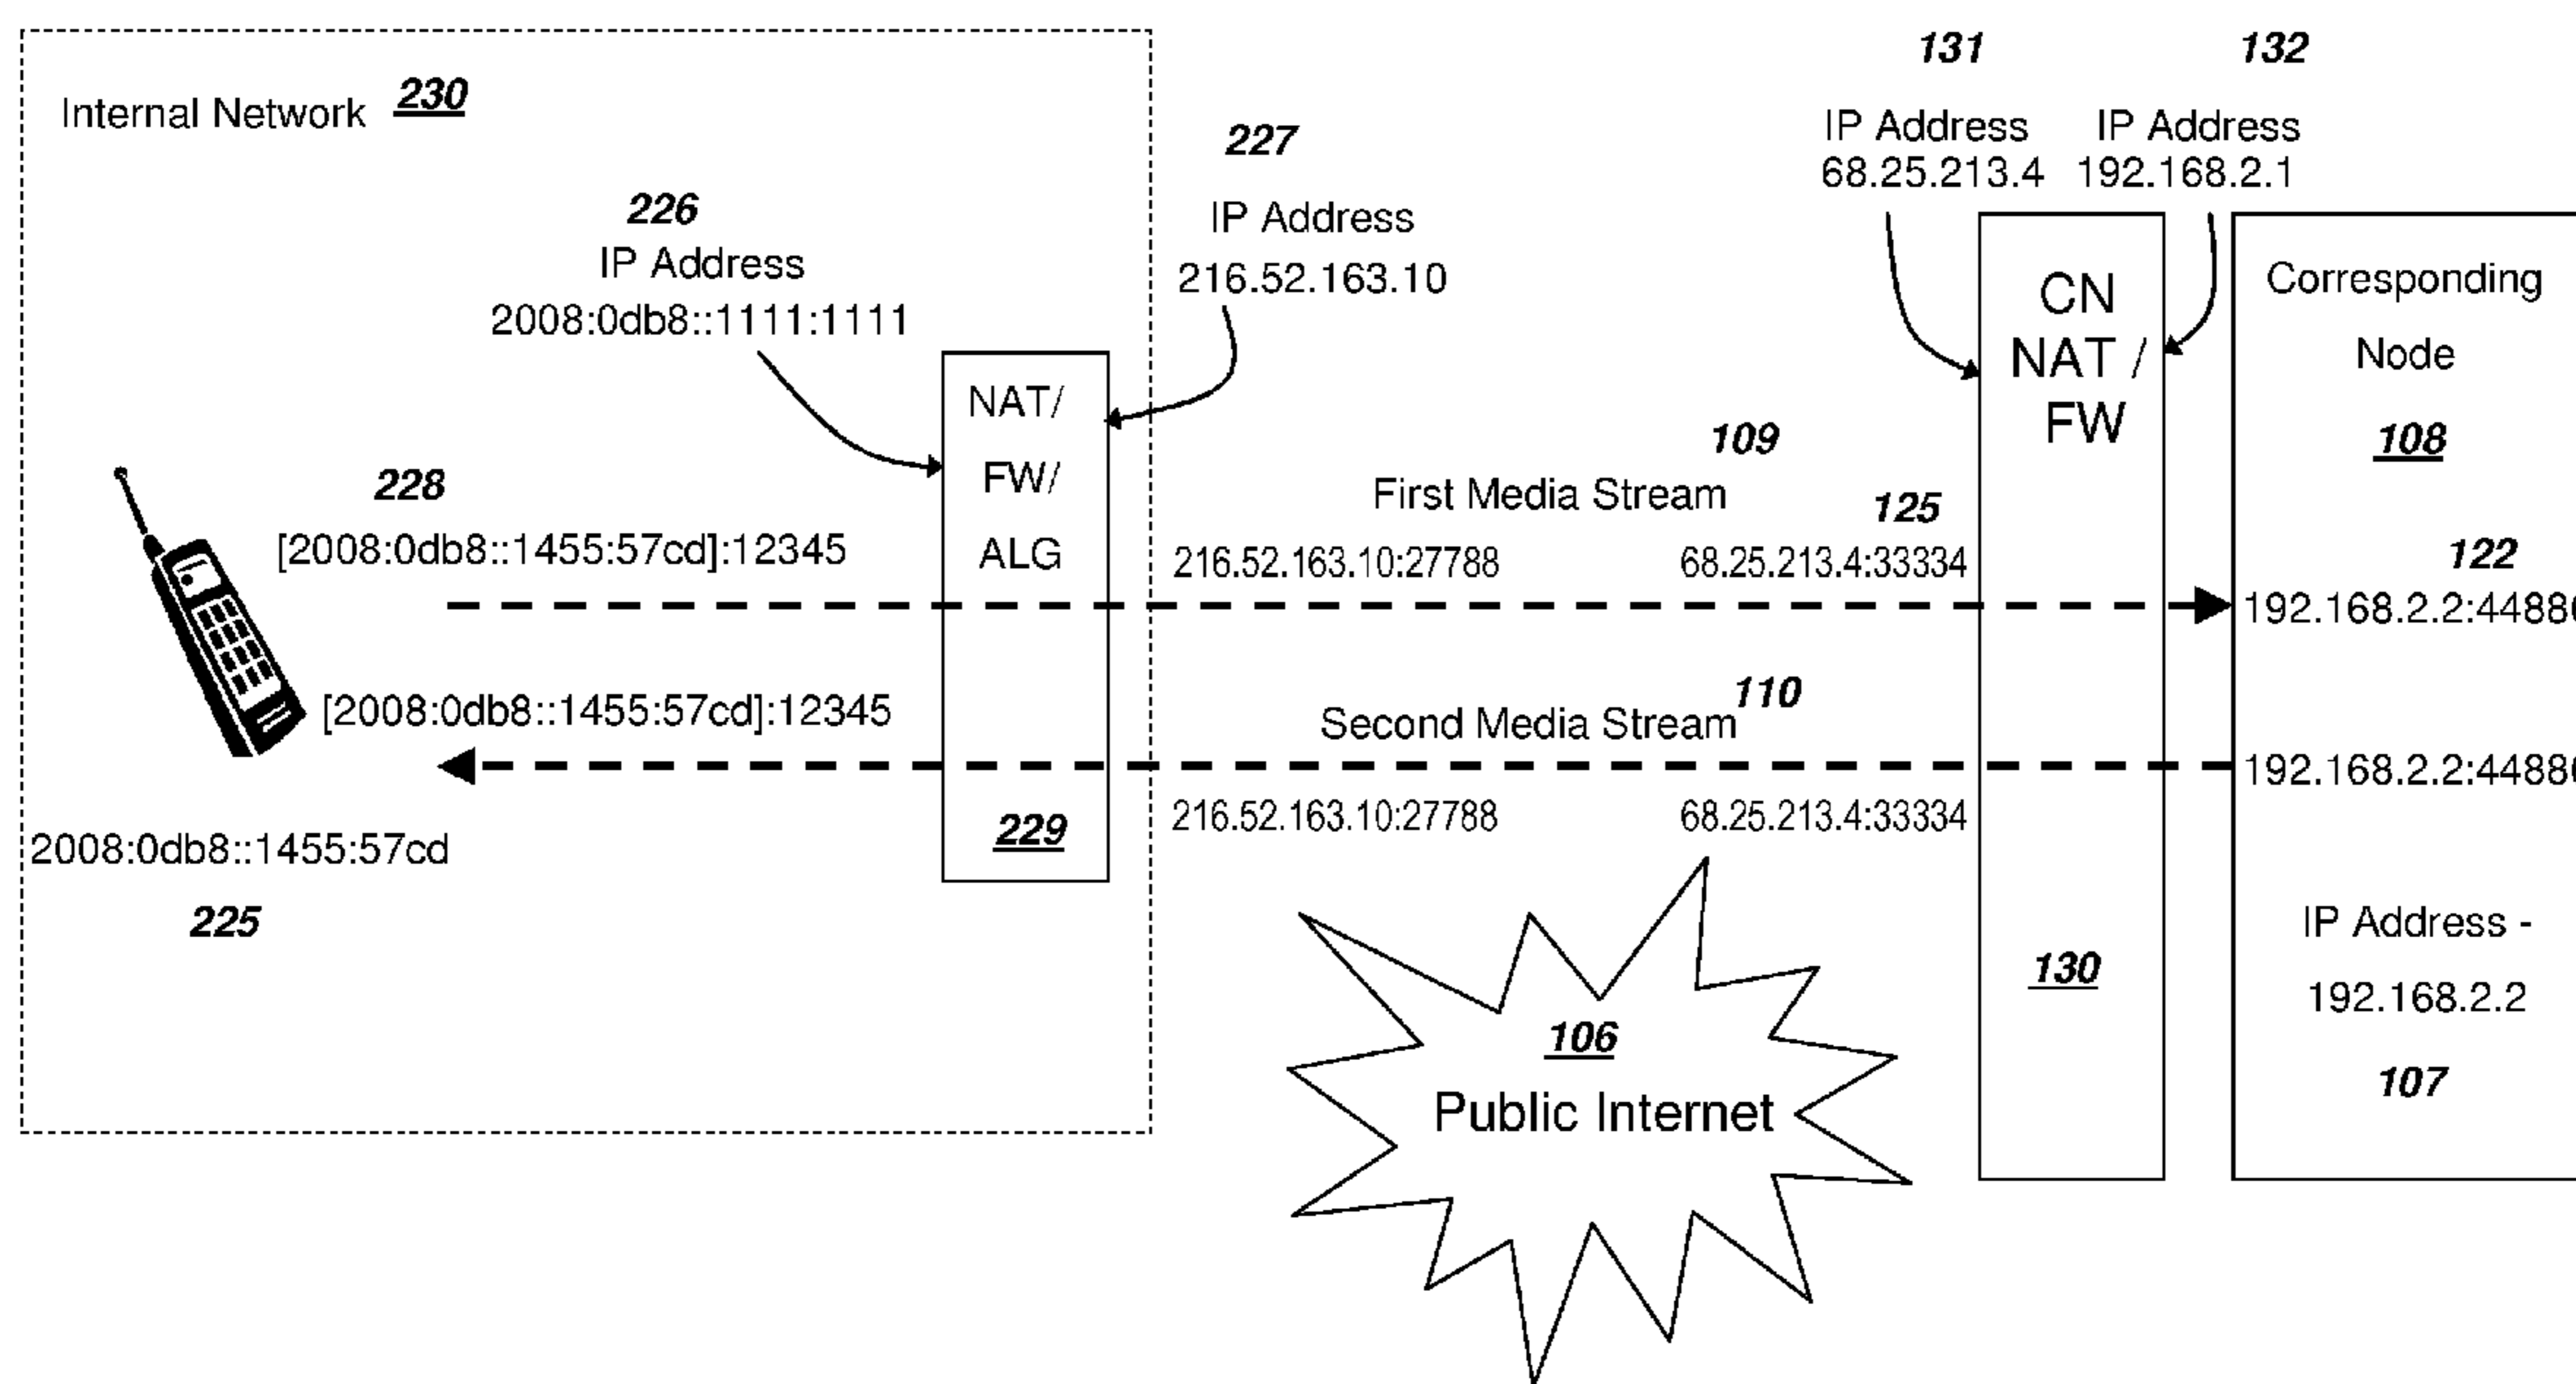 Internal Network 230
226
IP Address
2008:0db8::1111:1111
227
IP Address
216.52.163.10
131
IP Address
68.25.213.4
132
IP Address
192.168.2.1
NAT/
FW/
ALG
229
CN
NAT /
FW
130
Corresponding
Node
108
228
[2008:0db8::1455:57cd]:12345
109
First Media Stream
125
216.52.163.10:27788
68.25.213.4:33334
122
[2008:0db8::1455:57cd]:12345
110
Second Media Stream
216.52.163.10:27788
68.25.213.4:33334
2008:0db8::1455:57cd
225
IP Address -
192.168.2.2
107
106
Public Internet